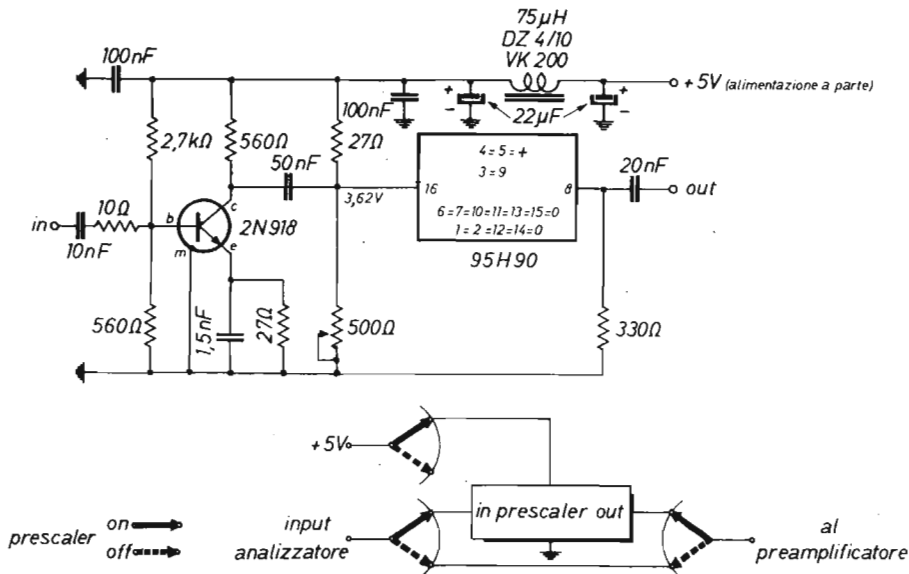 75µH
DZ 4/10
VK 200
100nF
+5V (alimentazione a parte)
+
-
22µF
+
-
100nF
2,7kΩ
560Ω
27Ω
50nF
4=5=+
3=9
20nF
out
3,62V
16
8
6=7=10=11=13=15=0
1=2=12=14=0
95H90
in
10nF
10Ω
b
c
2N918
m
e
560Ω
1,5nF
27Ω
500Ω
330Ω
+5V
prescaler
on
off
input
analizzatore
in prescaler out
al
preamplificatore